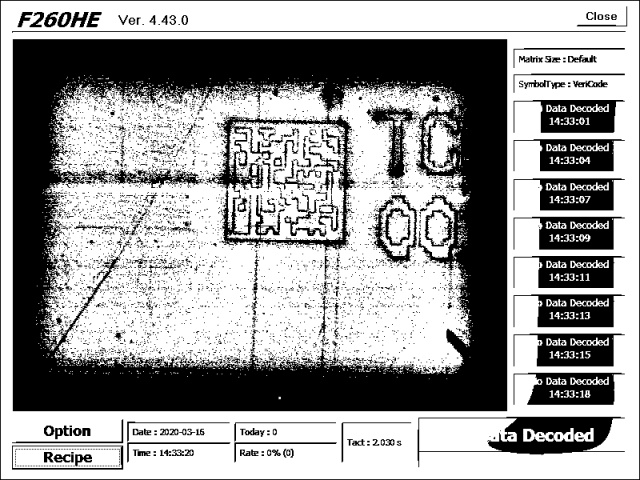 F260HE Ver. 4.43.0
Close
Matrix Size : Default
SymbolType : VeriCode
TC
Data Decoded
14:33:01
Data Decoded
14:33:04
Data Decoded
14:33:07
Data Decoded
14:33:09
Data Decoded
14:33:11
Data Decoded
14:33:13
Data Decoded
14:33:15
Data Decoded
14:33:18
Option
Recipe
Date : 2020-03-16
Time : 14:33:20
Today : 0
Rate : 0% (0)
Tact : 2.030 s
Decoded